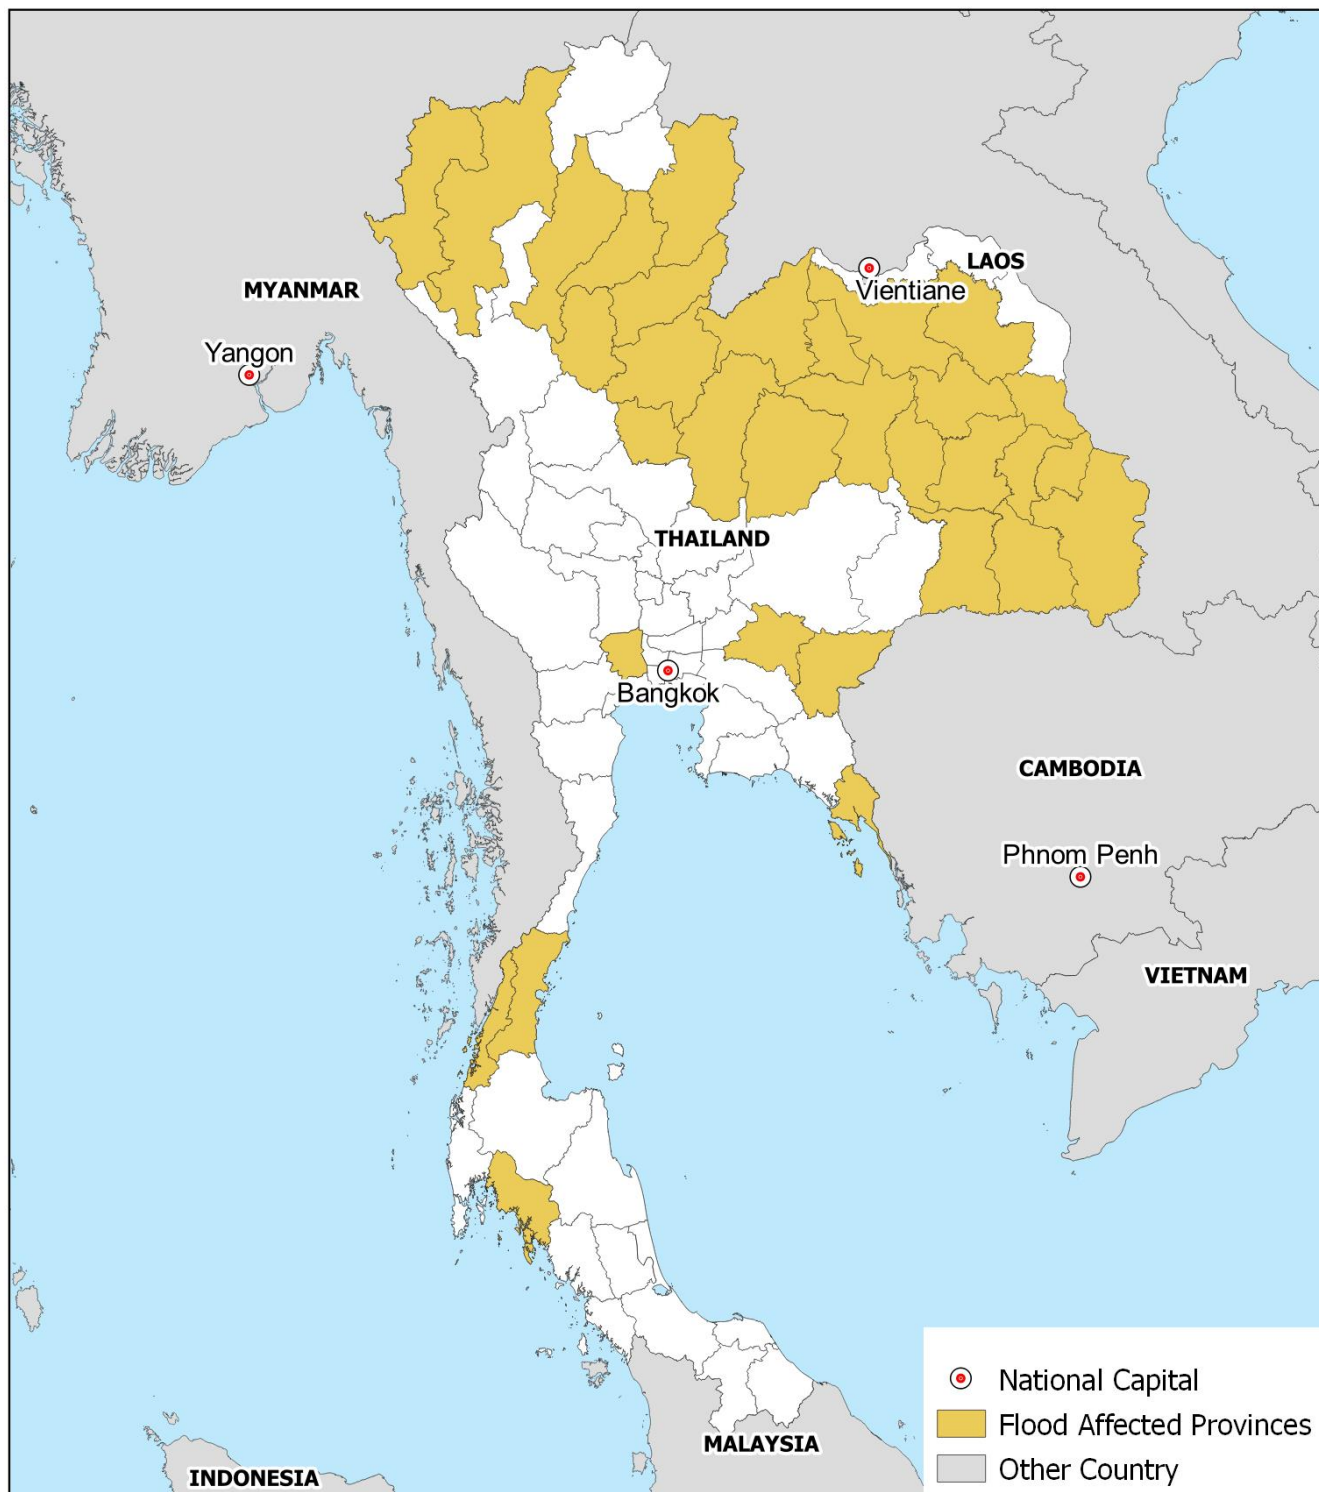 LAOS
Vientiane
MYANMAR
Yangon
THAILAND
Bangkok
CAMBODIA
Phnom Penh
VIETNAM
National Capital
Flood Affected Provinces
MALAYSIA
Other Country
INDONESIA